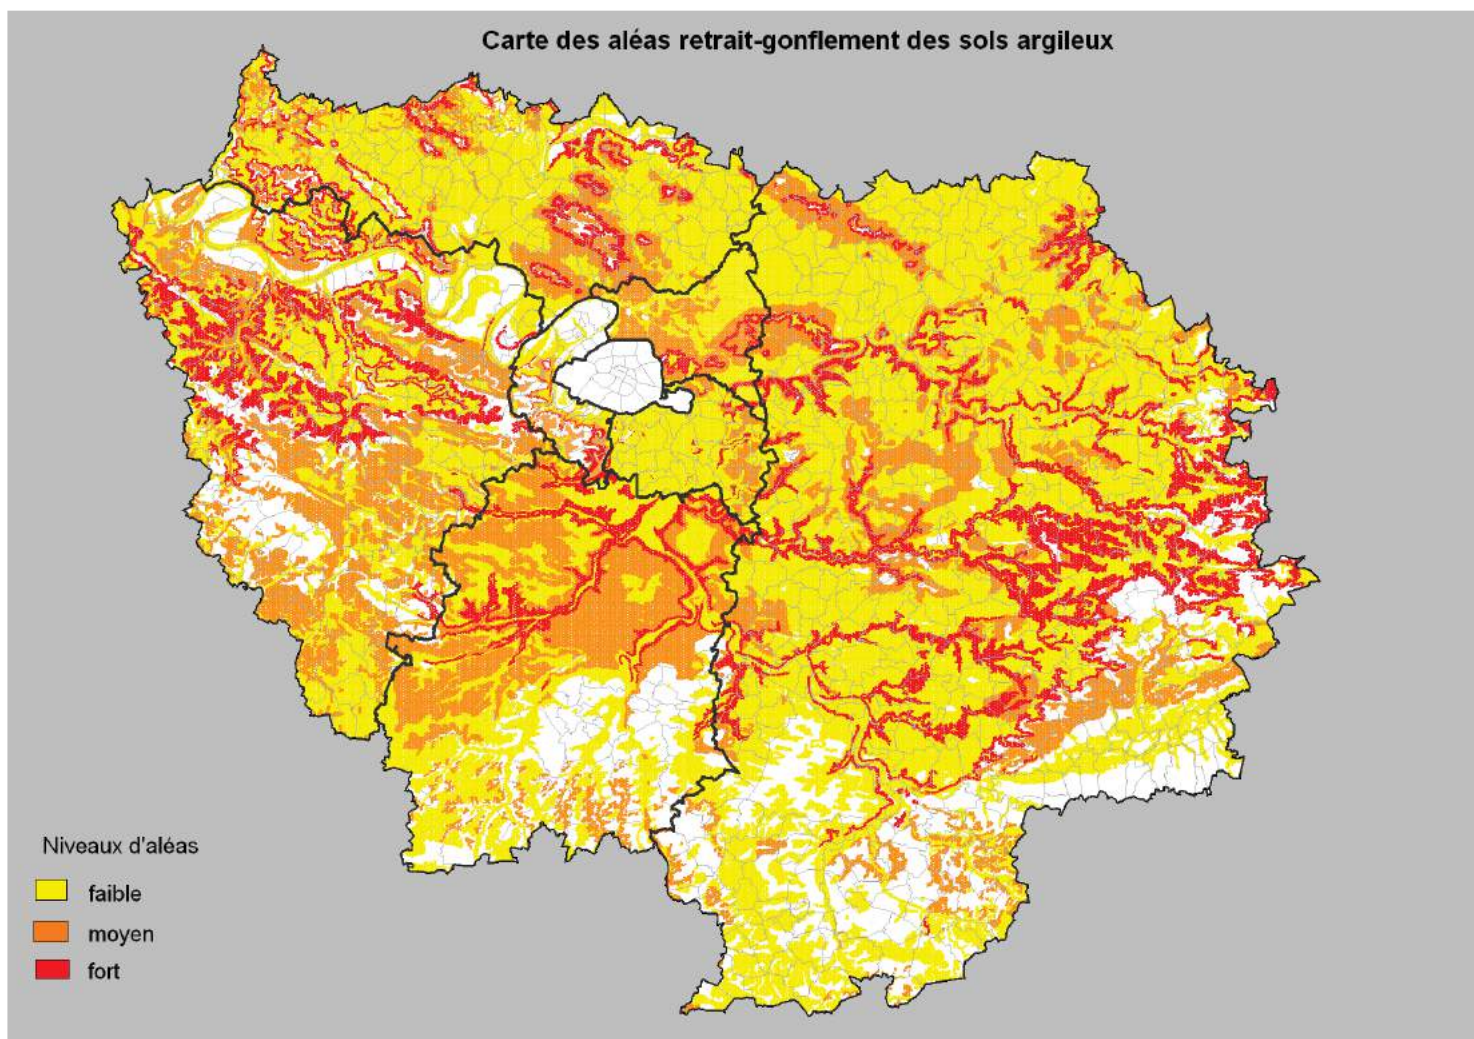 Carte des aléas retrait-gonflement des sols argileux
Niveaux d'aléas
faible
moyen
fort